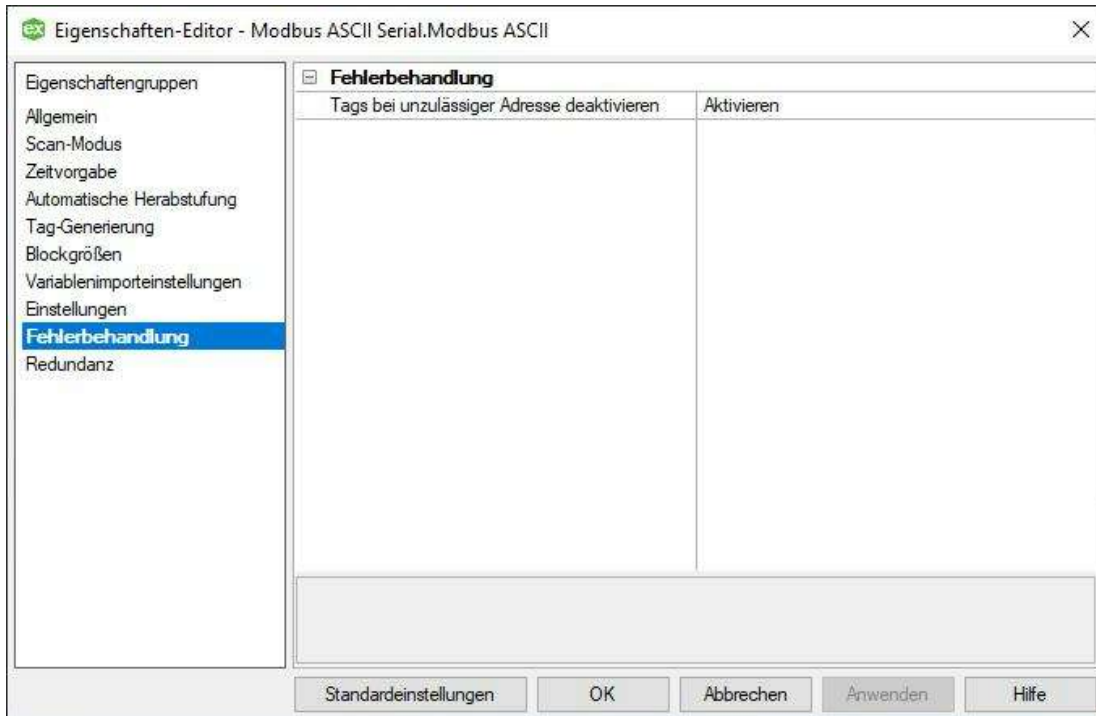 Eigenschaften-Editor - Modbus ASCII Serial.Modbus ASCII
Eigenschaftengruppen
Allgemein
Scan-Modus
Zeitvorgabe
Automatische Herabstufung
Tag-Generierung
Blockgrößen
Variablenimporteinstellungen
Einstellungen
Fehlerbehandlung
Redundanz
Fehlerbehandlung
Tags bei unzulässiger Adresse deaktivieren Aktivieren
Standardeinstellungen OK Abbrechen Anwenden Hilfe